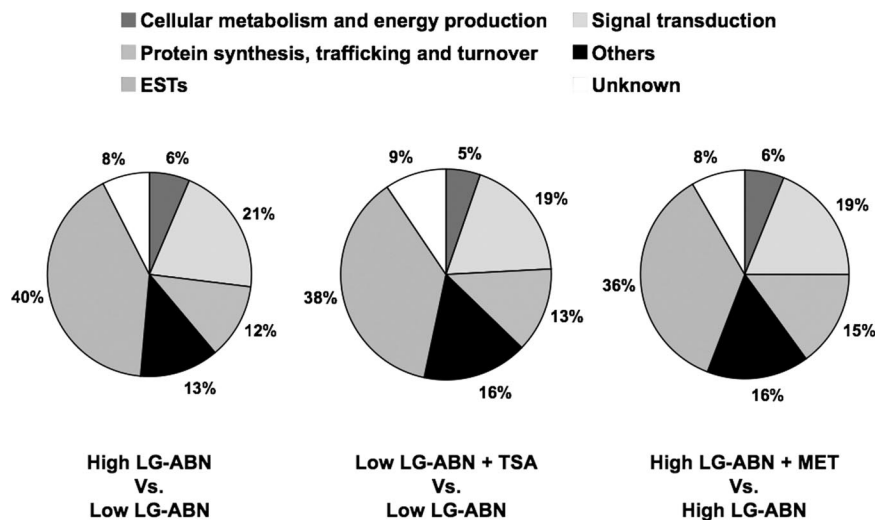 Cellular metabolism and energy production
Signal transduction
Protein synthesis, trafficking and turnover
Others
ESTs
Unknown
8%
6%
21%
40%
12%
13%
9%
5%
19%
38%
13%
16%
8%
6%
19%
36%
15%
16%
High LG-ABN
Vs.
Low LG-ABN
Low LG-ABN + TSA
Vs.
Low LG-ABN
High LG-ABN + MET
Vs.
High LG-ABN